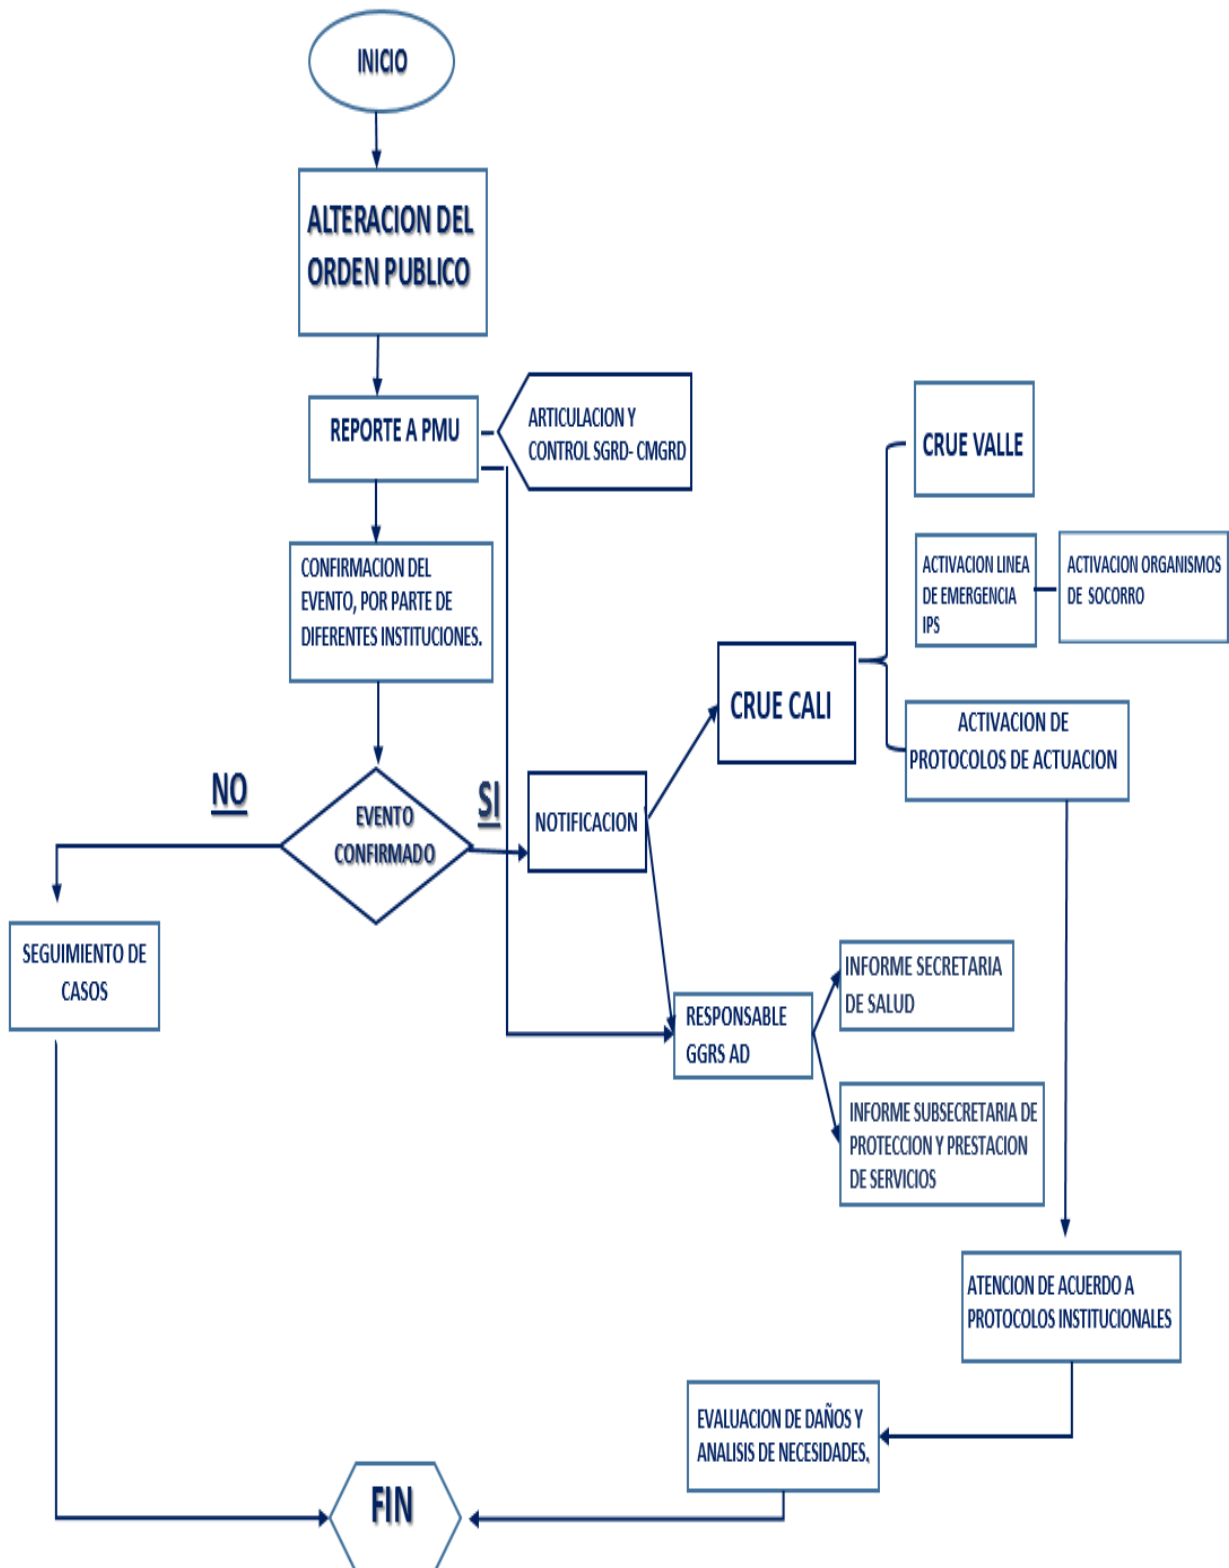 INICIO
ALTERACION DEL
ORDEN PUBLICO
REPORTE A PMU
ARTICULACION Y
CONTROL SGRD- CMGRD
CRUE VALLE
CONFIRMACION DEL
EVENTO, POR PARTE DE
DIFERENTES INSTITUCIONES.
ACTIVACION LINEA
DE EMERGENCIA
IPS
ACTIVACION ORGANISMOS
DE SOCORRO
CRUE CALI
ACTIVACION DE
PROTOCOLOS DE ACTUACION
NO
SI
EVENTO
CONFIRMADO
NOTIFICACION
SEGUIMIENTO DE
CASOS
INFORME SECRETARIA
DE SALUD
RESPONSABLE
GGRS AD
INFORME SUBSECRETARIA DE
PROTECCION Y PRESTACION
DE SERVICIOS
ATENCION DE ACUERDO A
PROTOCOLOS INSTITUCIONALES
EVALUACION DE DAÑOS Y
ANALISIS DE NECESIDADES.
FIN